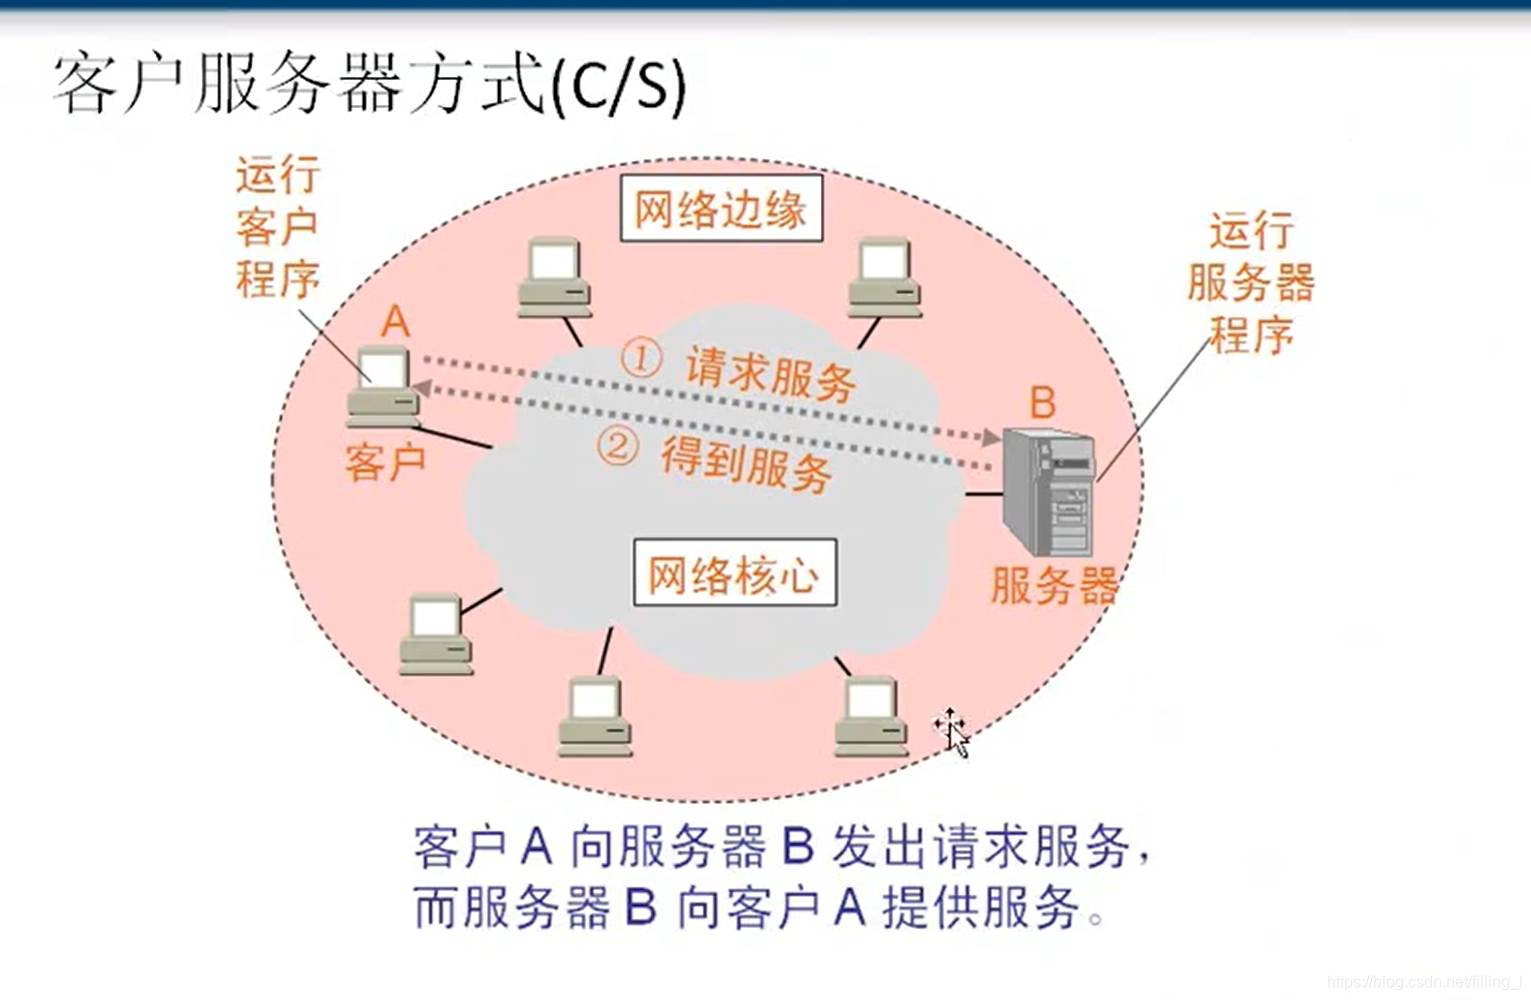 客户服务器方式(C/S)
运行
客户
程序
网络边缘
运行
服务器
程序
A
① 请求服务
B
② 得到服务
客户
网络核心
服务器
客户 A 向服务器 B 发出请求服务，
而服务器 B 向客户 A 提供服务。
https://blog.csdn.net/filling_l